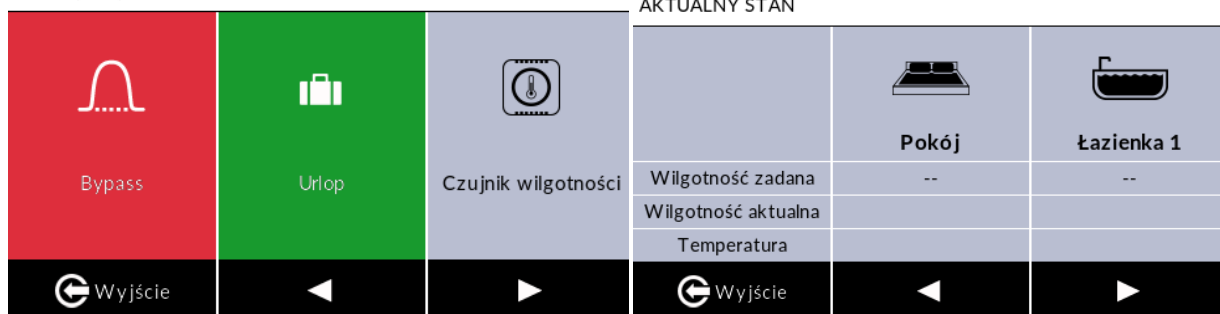 Bypass
Urlop
Czujnik wilgotności
Wyjście
AKTUALNY STAN
Pokój
Łazienka 1
Wilgotność zadana
--
--
Wilgotność aktualna
Temperatura
Wyjście